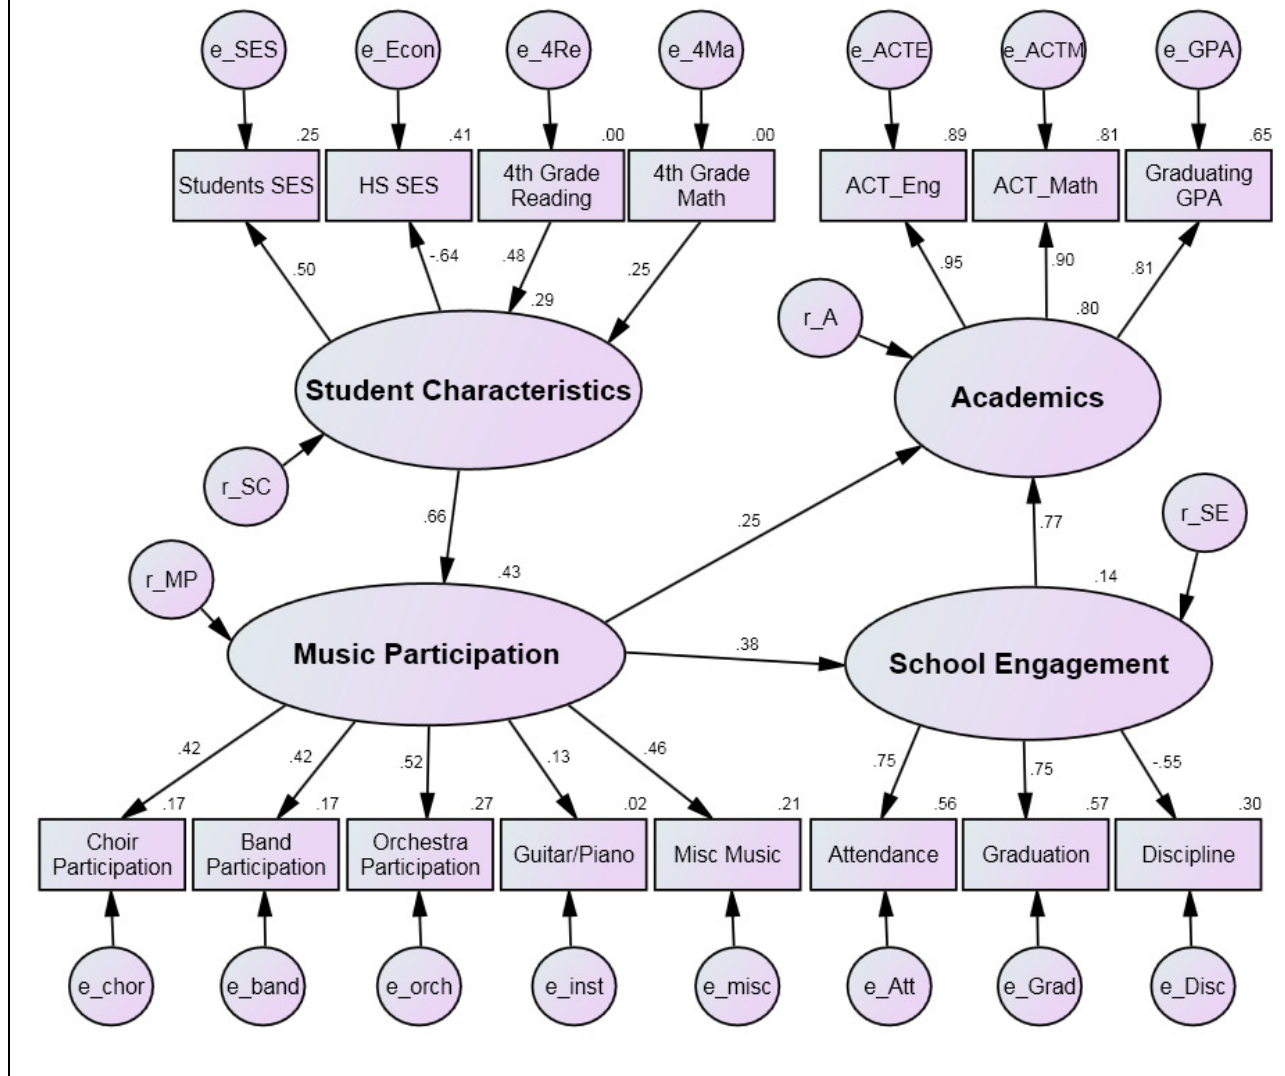 e_SES
e_Econ
e_4Re
e_4Ma
e_ACTE
e_ACTM
e_GPA
.25
.41
.00
.00
.89
.81
.65
Students SES
HS SES
4th Grade
Reading
4th Grade
Math
ACT_Eng
ACT_Math
Graduating
GPA
.50
-.64
.48
.25
.95
.90
.81
.29
.80
r_A
Student Characteristics
Academics
r_SC
r_SE
.66
.25
.77
r_MP
.43
.14
Music Participation
.38
School Engagement
.42
.42
.52
.13
.46
.75
.75
-.55
.17
.17
.27
.02
.21
.56
.57
.30
Choir
Participation
Band
Participation
Orchestra
Participation
Guitar/Piano
Misc Music
Attendance
Graduation
Discipline
e_chor
e_band
e_orch
e_inst
e_misc
e_Att
e_Grad
e_Disc